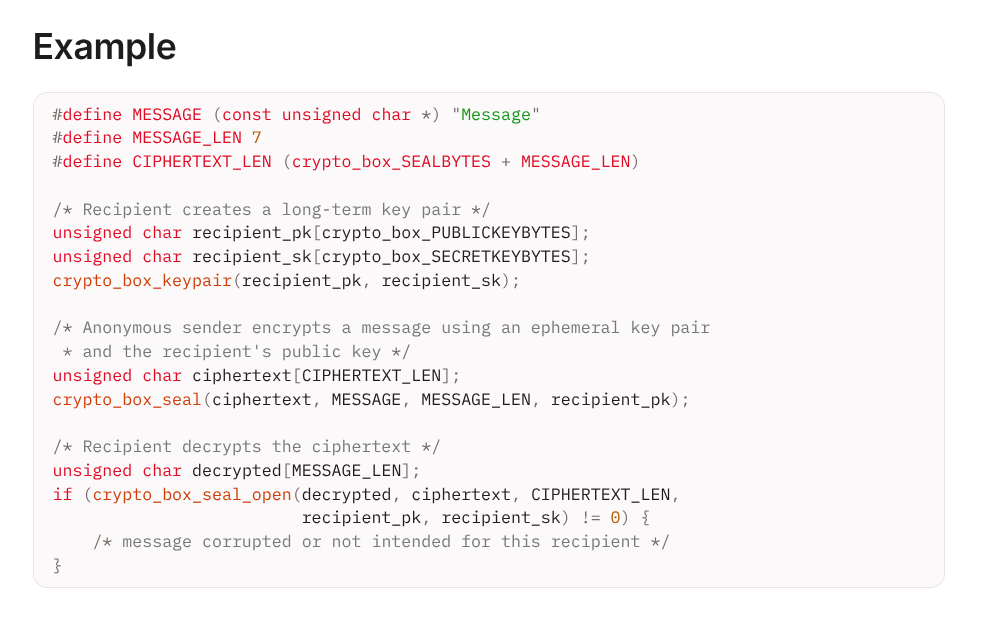 Example
#define MESSAGE (const unsigned char *) "Message"
#define MESSAGE_LEN 7
#define CIPHERTEXT_LEN (crypto_box_SEALBYTES + MESSAGE_LEN)

/* Recipient creates a long-term key pair */
unsigned char recipient_pk[crypto_box_PUBLICKEYBYTES];
unsigned char recipient_sk[crypto_box_SECRETKEYBYTES];
crypto_box_keypair(recipient_pk, recipient_sk);

/* Anonymous sender encrypts a message using an ephemeral key pair
 * and the recipient's public key */
unsigned char ciphertext[CIPHERTEXT_LEN];
crypto_box_seal(ciphertext, MESSAGE, MESSAGE_LEN, recipient_pk);

/* Recipient decrypts the ciphertext */
unsigned char decrypted[MESSAGE_LEN];
if (crypto_box_seal_open(decrypted, ciphertext, CIPHERTEXT_LEN,
                         recipient_pk, recipient_sk) != 0) {
    /* message corrupted or not intended for this recipient */
}